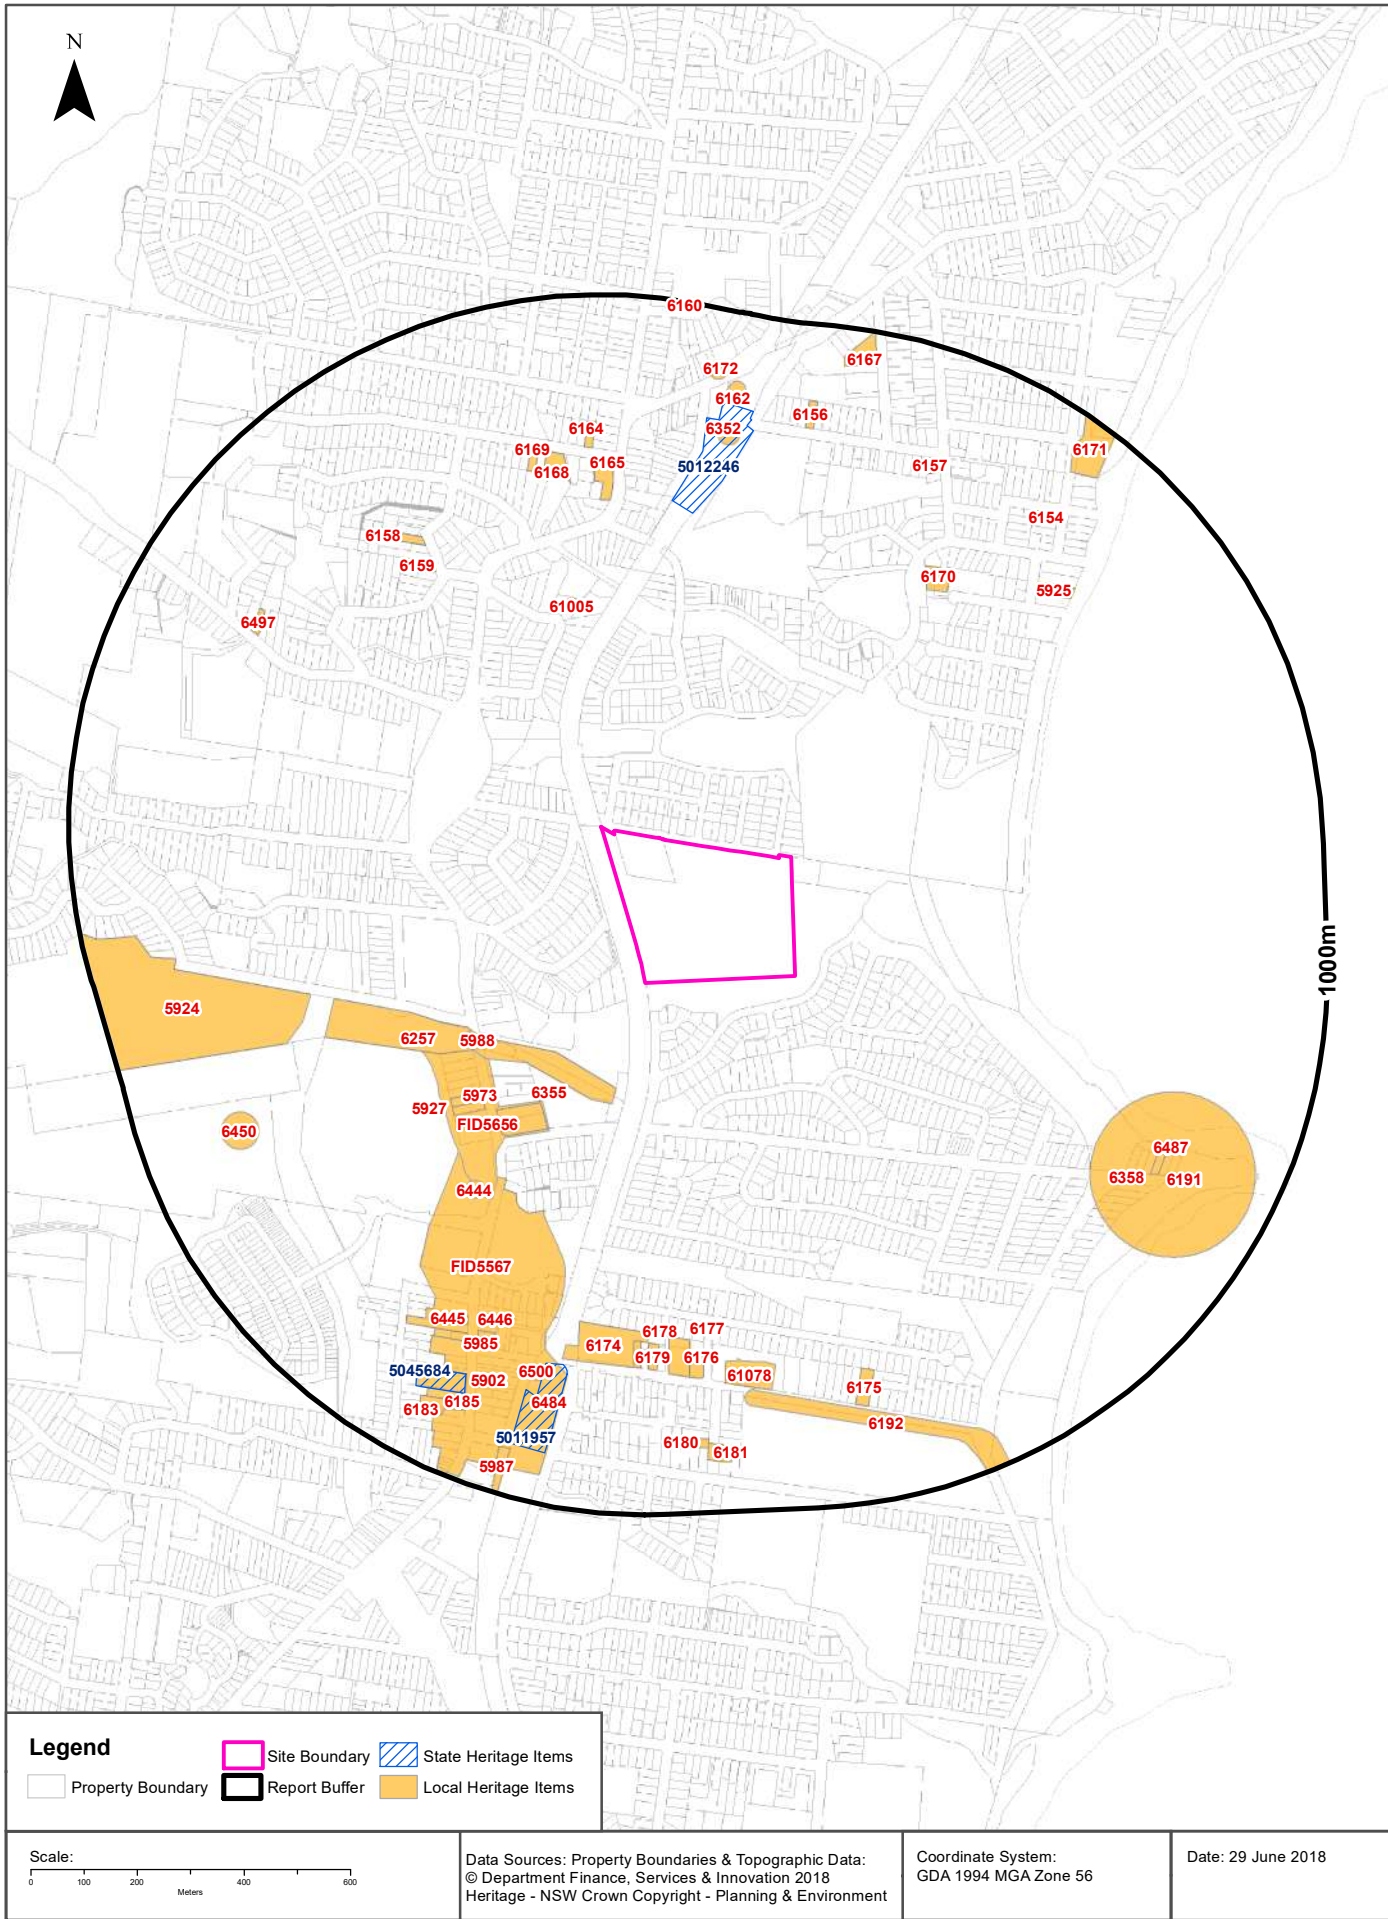 N
6160
6167
6172
6162
6156
6352
6164
6169
6165
6168
5012246
6157
6171
6154
6158
6159
6170
5925
61005
6497
1000m
5924
6257
5988
5973
6355
5927
FID5656
6450
6487
6358
6191
6444
FID5567
6445
6446
5985
6178
6177
6174
6179
6176
5045684
5902
6500
61078
6185
6484
6175
6183
6192
5011957
6180
6181
5987
Legend
Site Boundary
State Heritage Items
Property Boundary
Report Buffer
Local Heritage Items
Scale:
0 100 200 400 600
Meters
Data Sources: Property Boundaries & Topographic Data:
© Department Finance, Services & Innovation 2018
Heritage - NSW Crown Copyright - Planning & Environment
Coordinate System:
GDA 1994 MGA Zone 56
Date: 29 June 2018